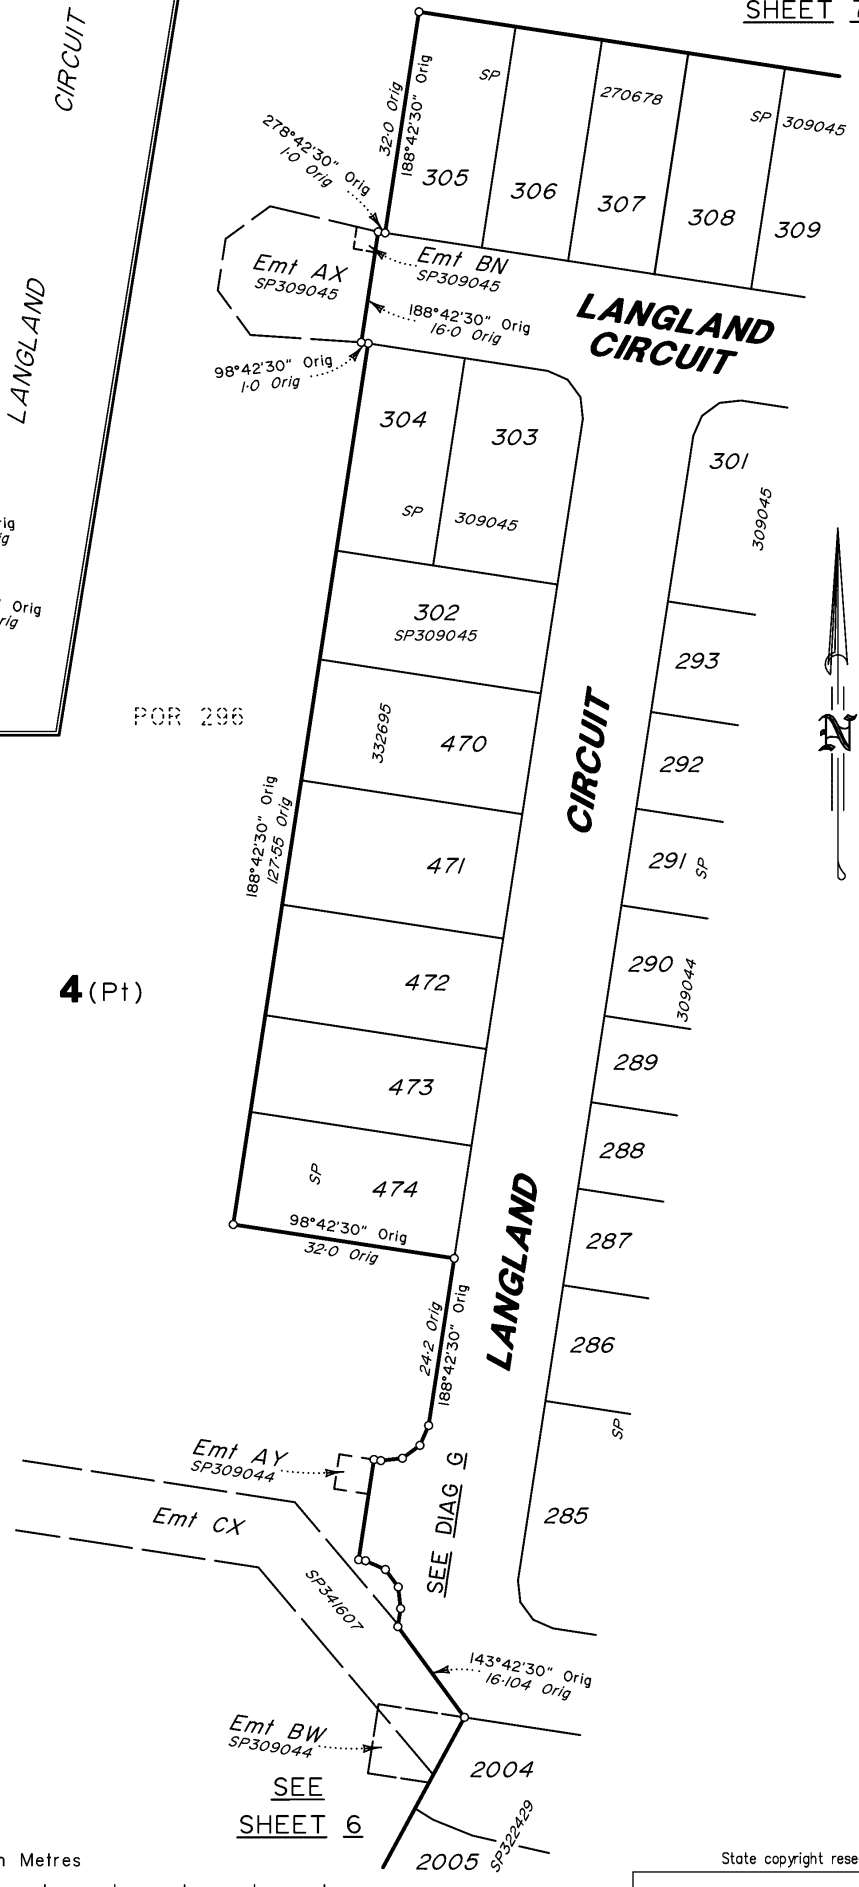 SHEET 7
CIRCUIT
LANGLAND
32·0 Orig
188°42'30" Orig
278°42'30" Orig
1·0 Orig
SP
270678
SP 309045
305
306
307
308
309
Emt AX
SP309045
Emt BN
SP309045
188°42'30" Orig
16·0 Orig
LANGLAND
CIRCUIT
98°42'30" Orig
1·0 Orig
304
303
SP
309045
301
309045
Orig
302
SP309045
293
POR 296
332695
470
CIRCUIT
292
188°42'30" Orig
127·55 Orig
471
291
SP
4 (Pt)
472
290
309044
473
289
288
SP
474
LANGLAND
98°42'30" Orig
32·0 Orig
287
24·2 Orig
188°42'30" Orig
286
SP
Emt AY
SP309044
SEE DIAG G
Emt CX
285
SP341607
143°42'30" Orig
16·104 Orig
Emt BW
SP309044
SEE
SHEET 6
2004
SP322429
2005
Metres
State copyright rese